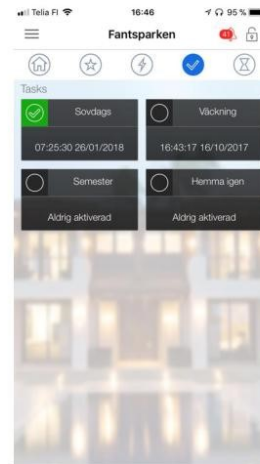 Telia FI 16:46 95 %
Fantsparken 41
Tasks
Sovdags Väckning
07:25:30 26/01/2018 16:43:17 16/10/2017
Semester Hemma igen
Aldrig aktiverad Aldrig aktiverad